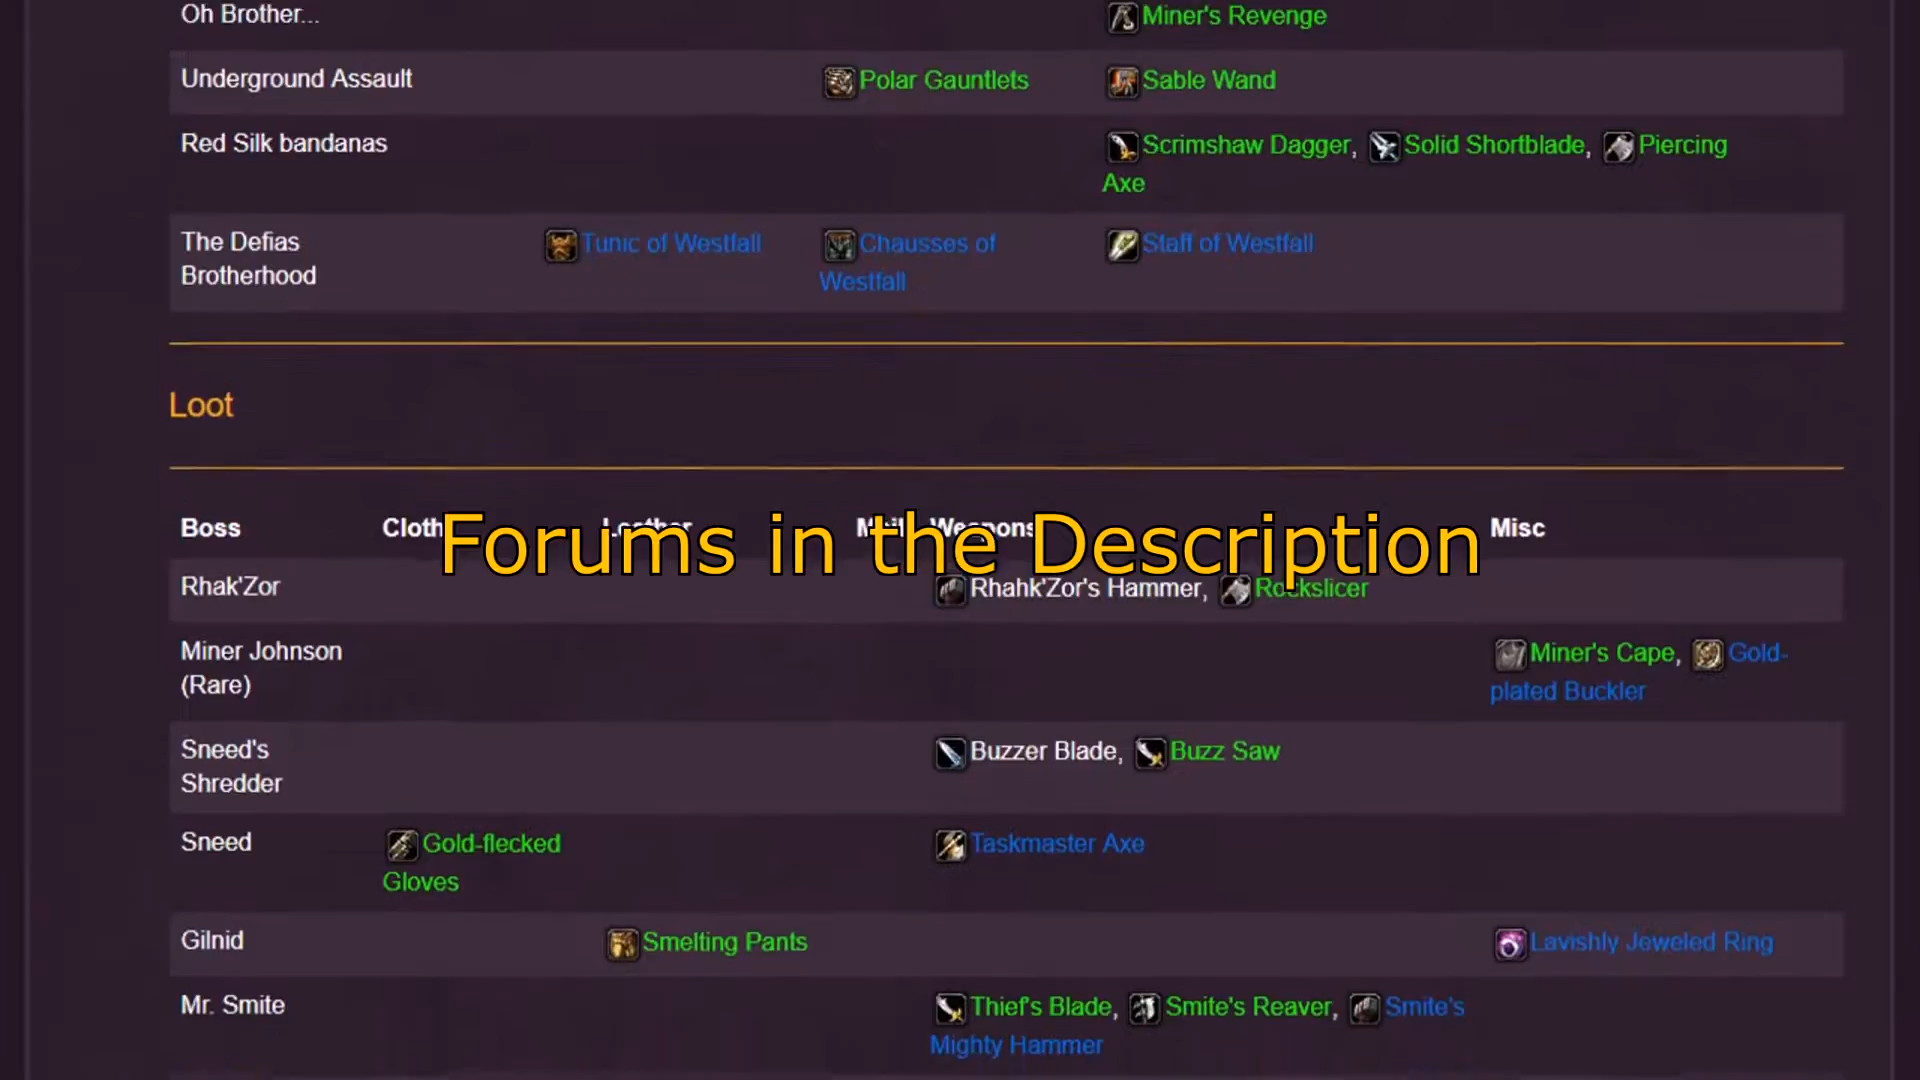 Oh Brother... Miner's Revenge
Underground Assault Polar Gauntlets Sable Wand
Red Silk bandanas Scrimshaw Dagger, Solid Shortblade, Piercing
Axe
The Defias Tunic of Westfall Chausses of Staff of Westfall
Brotherhood Westfall
Loot
Boss Cloth Leather Mail Weapons Misc
Forums in the Description
Rhak'Zor Rhahk'Zor's Hammer, Rockslicer
Miner Johnson Miner's Cape, Gold-
(Rare) plated Buckler
Sneed's Buzzer Blade, Buzz Saw
Shredder
Sneed Gold-flecked Taskmaster Axe
Gloves
Gilnid Smelting Pants Lavishly Jeweled Ring
Mr. Smite Thief's Blade, Smite's Reaver, Smite's
Mighty Hammer